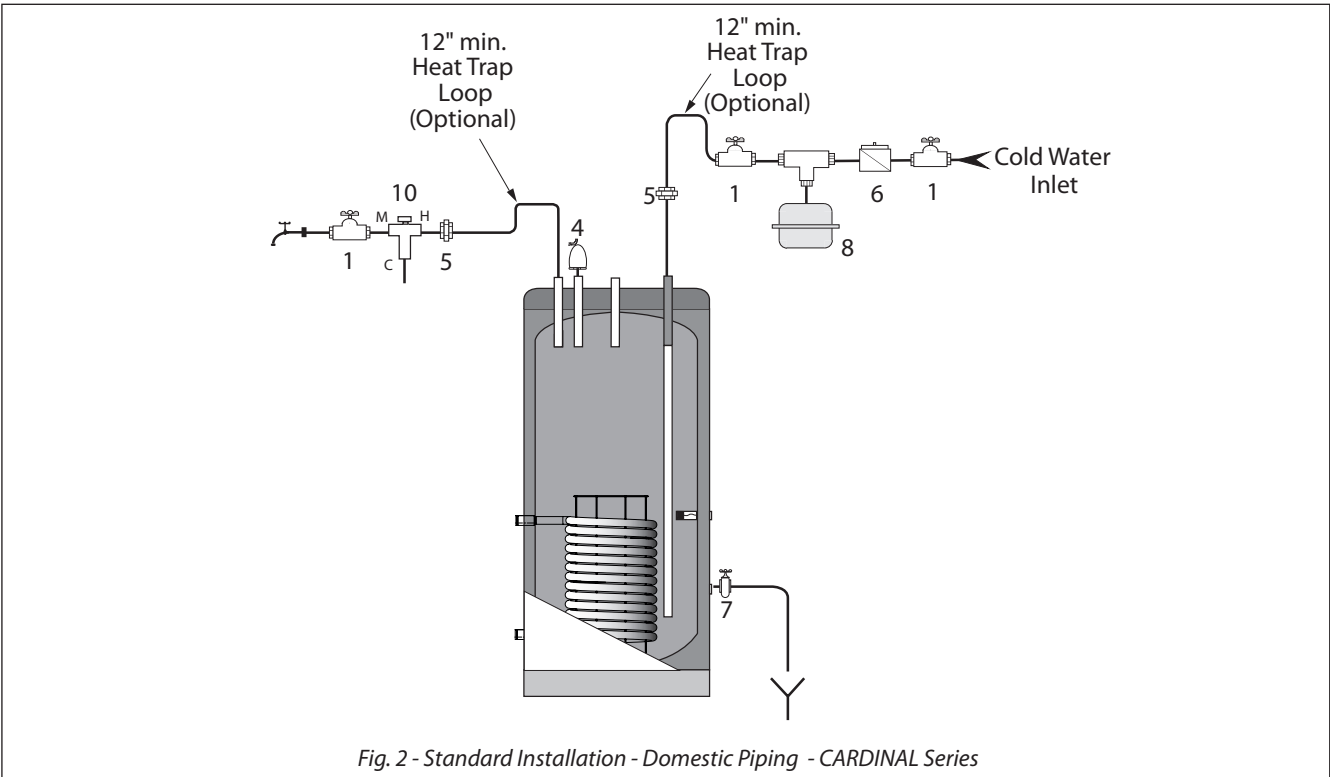 12" min.
Heat Trap
Loop
(Optional)
12" min.
Heat Trap
Loop
(Optional)
Cold Water
Inlet
10
M
H
1
C
5
4
5
1
6
1
8
7
Fig. 2 - Standard Installation - Domestic Piping - CARDINAL Series